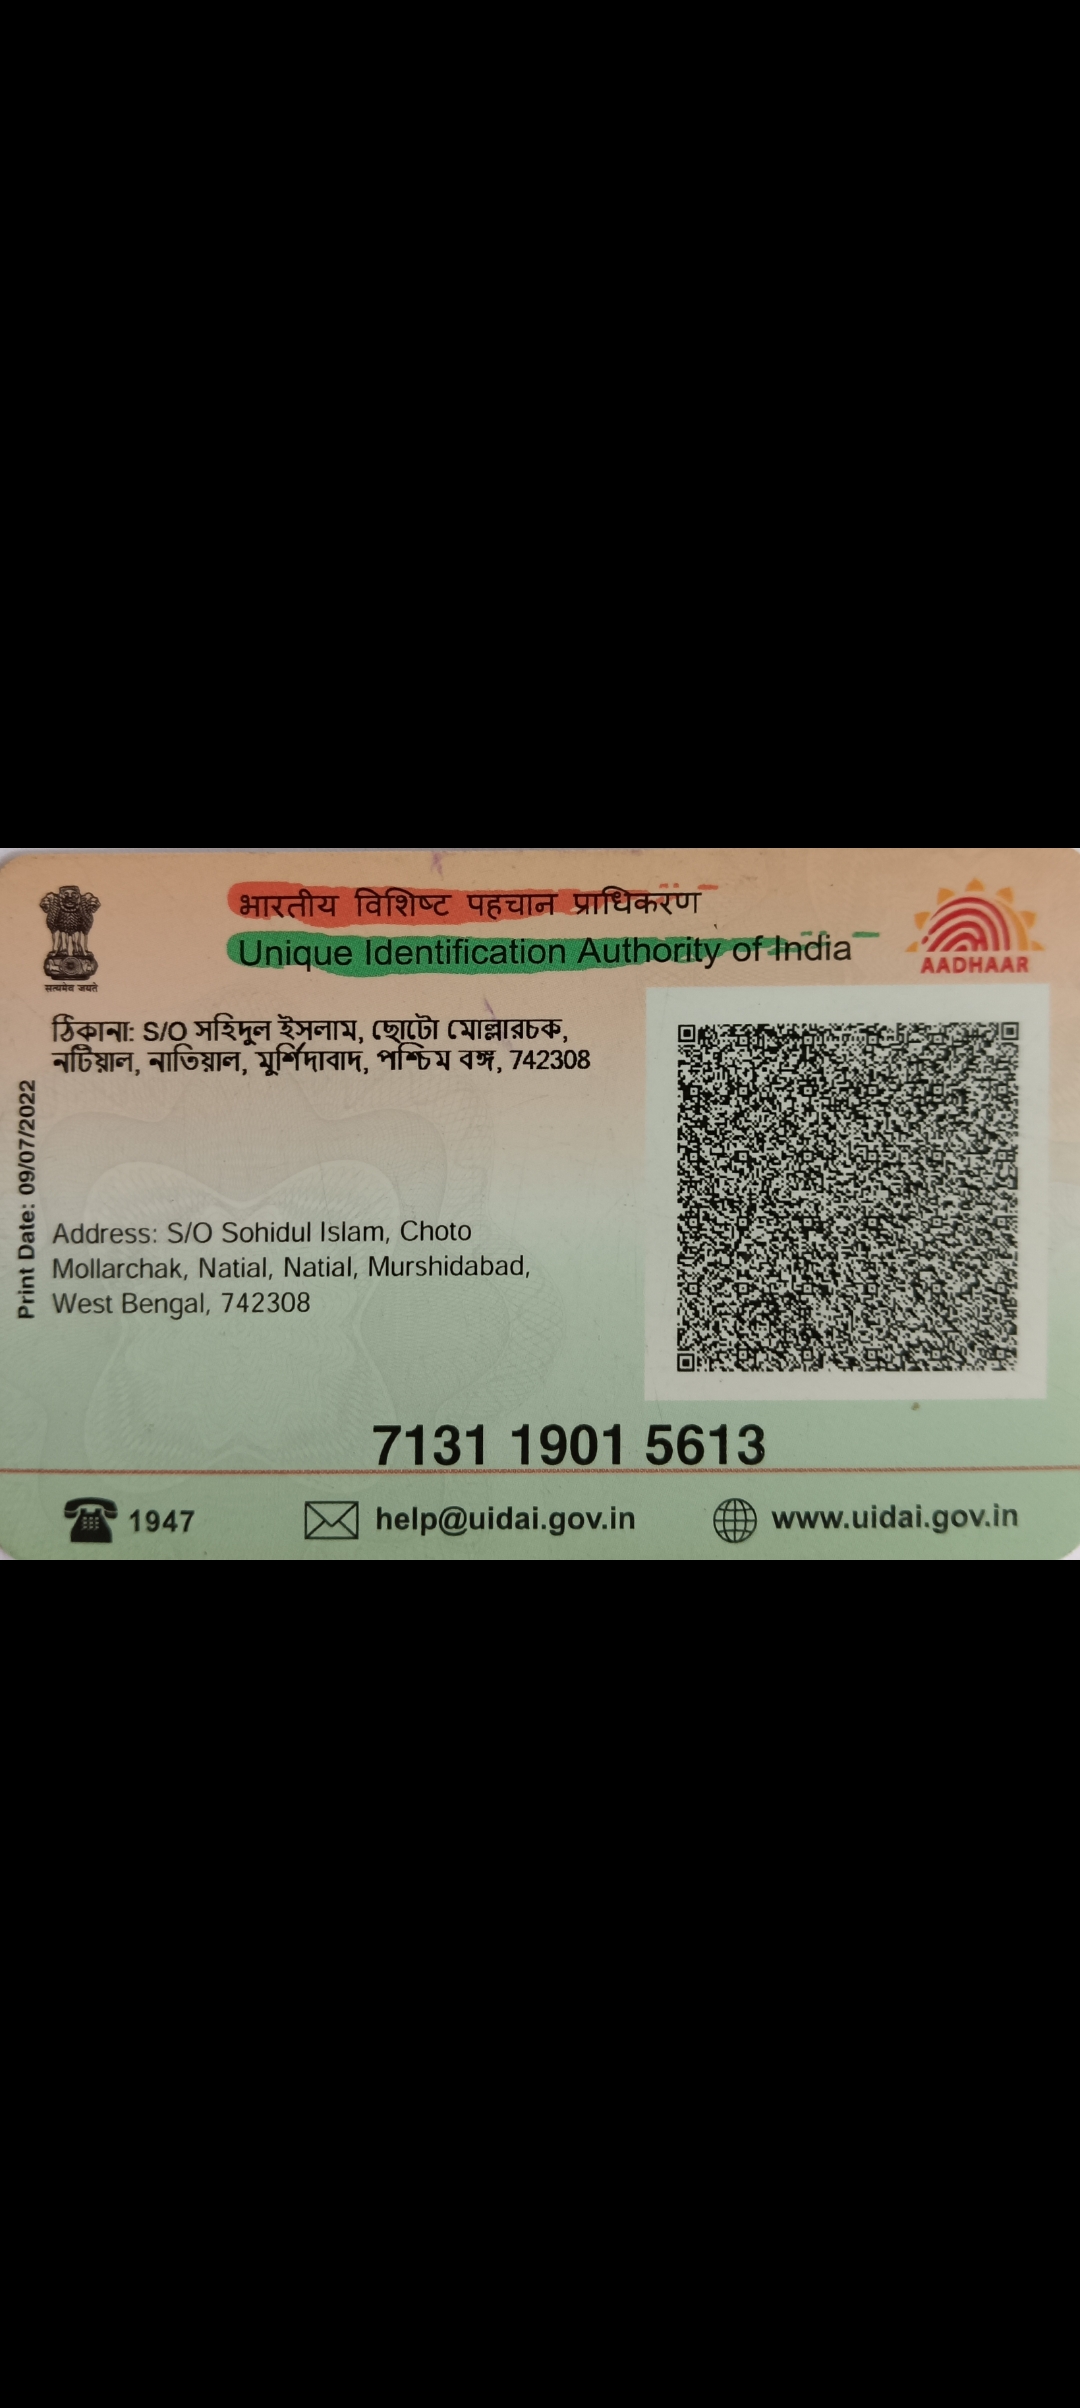 भारतीय विशिष्ट पहचान प्राधिकरण
Unique Identification Authority of India
सत्यमेव जयते
AADHAAR
ঠিকানা: S/O সহিদুল ইসলাম, ছোটো মোল্লারচক,
নটিয়াল, নাতিয়াল, মুর্শিদাবাদ, পশ্চিম বঙ্গ, 742308
Print Date: 09/07/2022
Address: S/O Sohidul Islam, Choto
Mollarchak, Natial, Natial, Murshidabad,
West Bengal, 742308
7131 1901 5613
1947
help@uidai.gov.in
www.uidai.gov.in